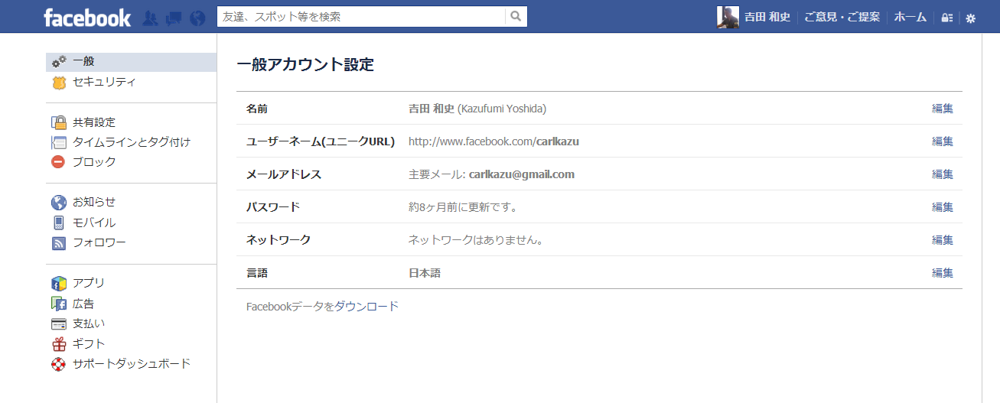 facebook
友達、スポット等を検索
吉田 和史
ご意見・ご提案
ホーム
一般
セキュリティ
共有設定
タイムラインとタグ付け
ブロック
お知らせ
モバイル
フォロワー
アプリ
広告
支払い
ギフト
サポートダッシュボード
一般アカウント設定
名前 吉田 和史 (Kazufumi Yoshida) 編集
ユーザーネーム(ユニークURL) http://www.facebook.com/carlkazu 編集
メールアドレス 主要メール: carlkazu@gmail.com 編集
パスワード 約8ヶ月前に更新です。 編集
ネットワーク ネットワークはありません。 編集
言語 日本語 編集
Facebookデータをダウンロード